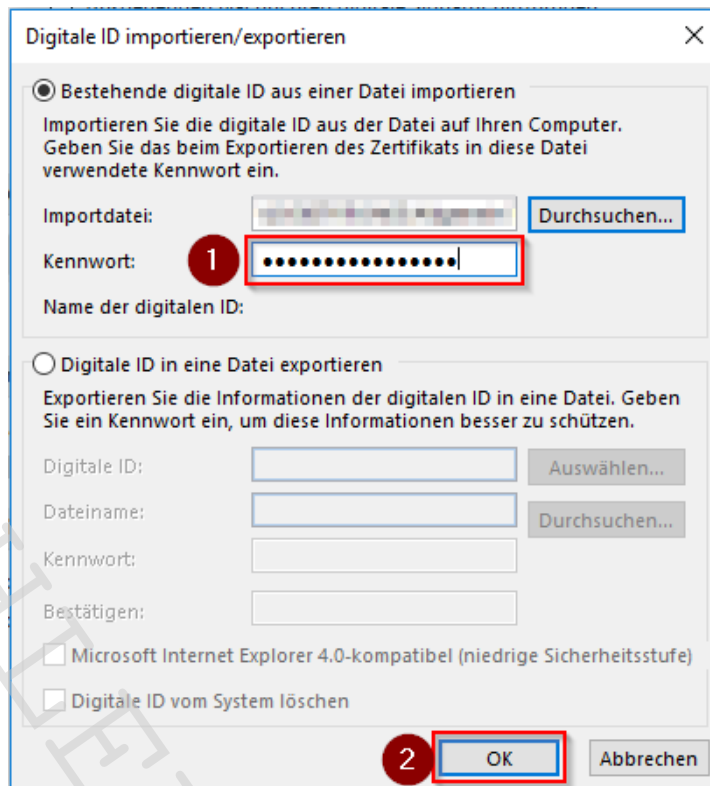 Digitale ID importieren/exportieren
Bestehende digitale ID aus einer Datei importieren
Importieren Sie die digitale ID aus der Datei auf Ihren Computer.
Geben Sie das beim Exportieren des Zertifikats in diese Datei
verwendete Kennwort ein.
Importdatei: Durchsuchen...
Kennwort: 1 ••••••••••••••••
Name der digitalen ID:
Digitale ID in eine Datei exportieren
Exportieren Sie die Informationen der digitalen ID in eine Datei. Geben
Sie ein Kennwort ein, um diese Informationen besser zu schützen.
Digitale ID: Auswählen...
Dateiname: Durchsuchen...
Kennwort:
Bestätigen:
Microsoft Internet Explorer 4.0-kompatibel (niedrige Sicherheitsstufe)
Digitale ID vom System löschen
2 OK Abbrechen